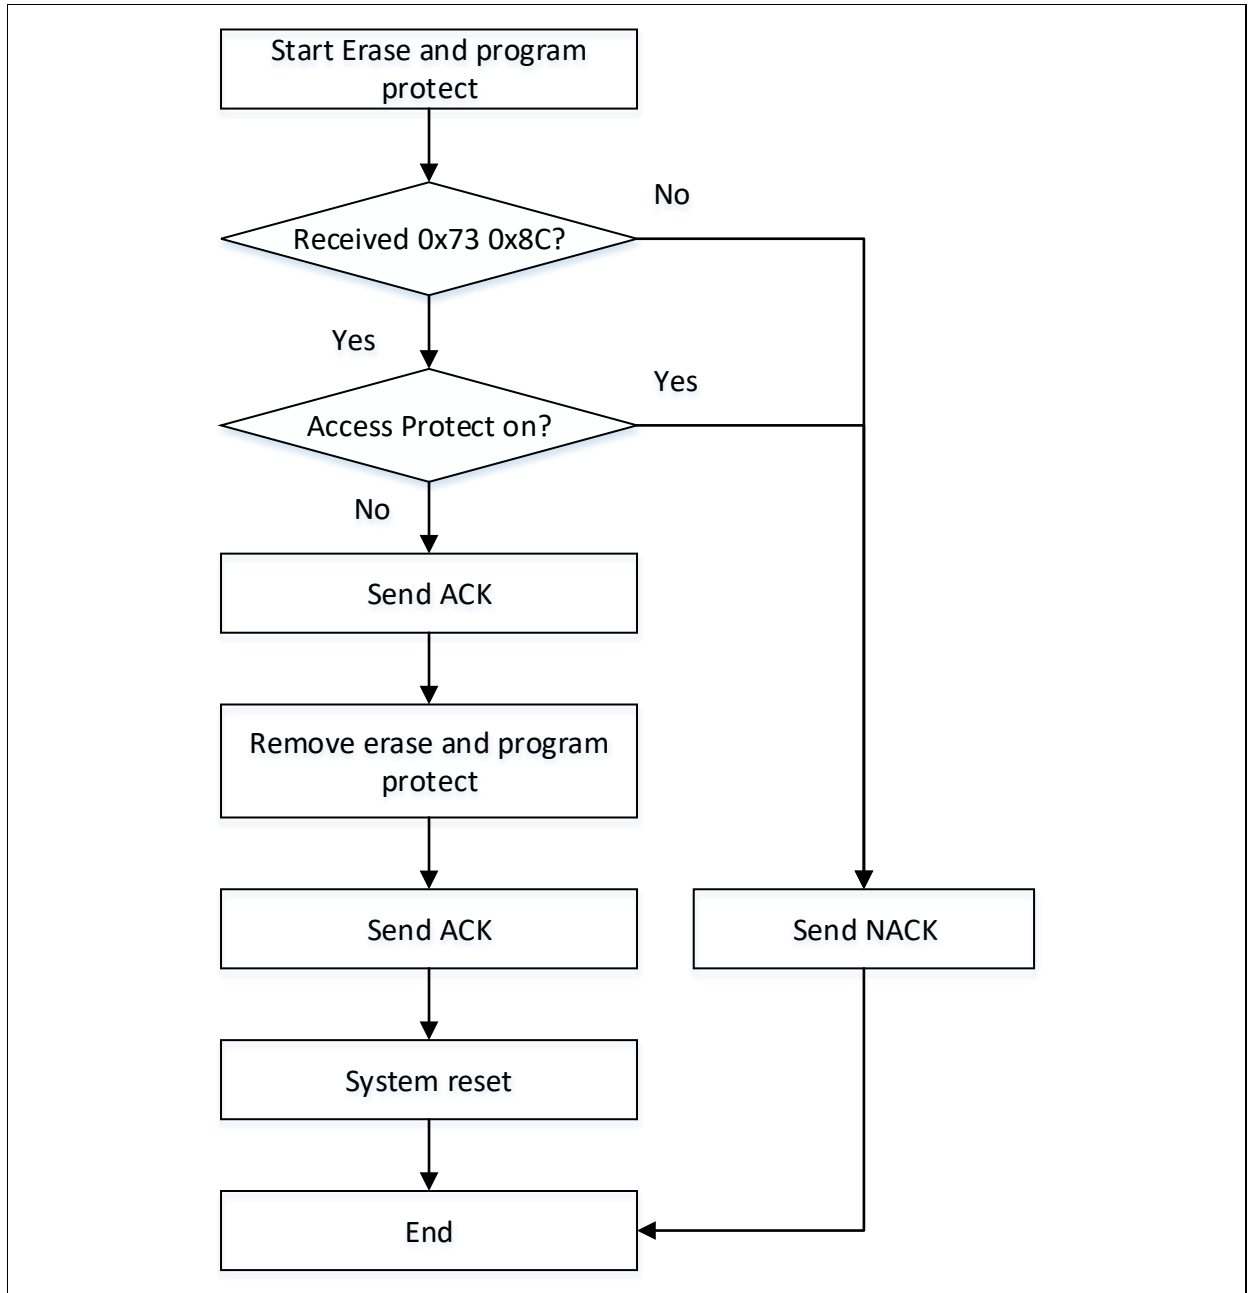 Start Erase and program
protect
No
Received 0x73 0x8C?
Yes
Yes
Access Protect on?
No
Send ACK
Remove erase and program
protect
Send ACK
Send NACK
System reset
End